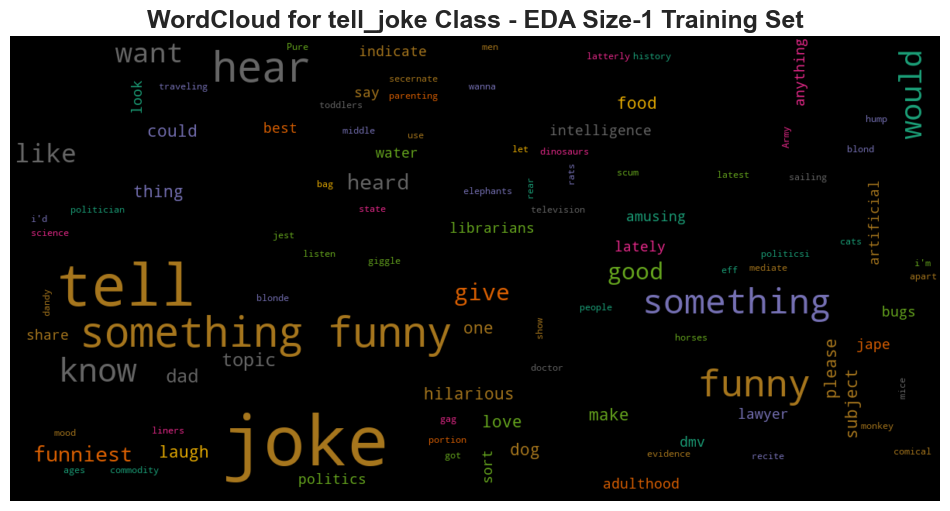 WordCloud for tell_joke Class - EDA Size-1 Training Set
want
hear
Pure
indicate
men
latterly
history
anything
would
look
traveling
secernate
parenting
wanna
say
toddlers
food
like
could
best
middle
use
water
let
dinosaurs
intelligence
Army
hump
blond
thing
bag
heard
elephants
rear
rats
scum
latest
sailing
artificial
i'd
politician
state
television
amusing
science
jest
librarians
lately
cats
listen
giggle
good
eff
mediate
politicsi
i'm
apart
tell
dandy
blonde
give
people
something
bugs
share
something funny
one
show
horses
jape
know
dad
topic
doctor
funny
please
subject
mice
hilarious
mood
liners
joke
gag
love
make
lawyer
monkey
funniest
laugh
portion
got
sort
dog
dmv
evidence
recite
comical
ages
commodity
politics
adulthood